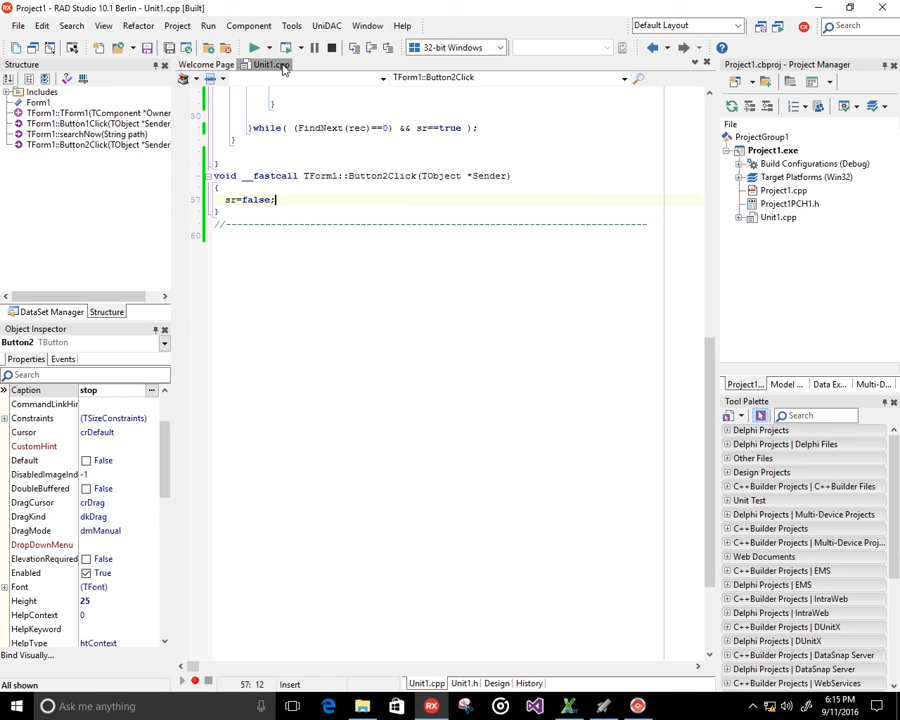 Project1 - RAD Studio 10.1 Berlin - Unit1.cpp [Built]
File Edit Search View Refactor Project Run Component Tools UniDAC Window Help
Default Layout
Search
32-bit Windows
Structure
Welcome Page
Unit1.cpp
TForm1::Button2Click
Includes
Form1
TForm1::TForm1(TComponent *Owner
TForm1::Button1Click(TObject *Sender
TForm1::searchNow(String path)
TForm1::Button2Click(TObject *Sender
DataSet Manager
Structure
}
50
}while( (FindNext(rec)==0) && sr==true );
}
}
void __fastcall TForm1::Button2Click(TObject *Sender)
{
57
sr=false;
}
//---------------------------------------------------------------------------
60
Object Inspector
Button2 TButton
Properties
Events
Search
Caption stop
CommandLinkHir
Constraints (TSizeConstraints)
Cursor crDefault
CustomHint
Default False
DisabledImageInd -1
DoubleBuffered False
DragCursor crDrag
DragKind dkDrag
DragMode dmManual
DropDownMenu
ElevationRequired False
Enabled True
Font (TFont)
Height 25
HelpContext 0
HelpKeyword
HelpType htContext
Bind Visually...
All shown
57: 12
Insert
Unit1.cpp
Unit1.h
Design
History
Project1.cbproj - Project Manager
File
ProjectGroup1
Project1.exe
Build Configurations (Debug)
Target Platforms (Win32)
Project1.cpp
Project1PCH1.h
Unit1.cpp
Project1...
Model ...
Data Ex...
Multi-D...
Tool Palette
Search
Delphi Projects
Delphi Projects | Delphi Files
Other Files
Design Projects
C++Builder Projects | C++Builder Files
Unit Test
Delphi Projects | Multi-Device Projects
C++Builder Projects
C++Builder Projects | Multi-Device Proj...
Web Documents
C++Builder Projects | EMS
Delphi Projects | EMS
C++Builder Projects | IntraWeb
Delphi Projects | IntraWeb
C++Builder Projects | DUnitX
Delphi Projects | DUnitX
C++Builder Projects | DataSnap Server
Delphi Projects | DataSnap Server
C++Builder Projects | WebServices
Ask me anything
6:15 PM
9/11/2016